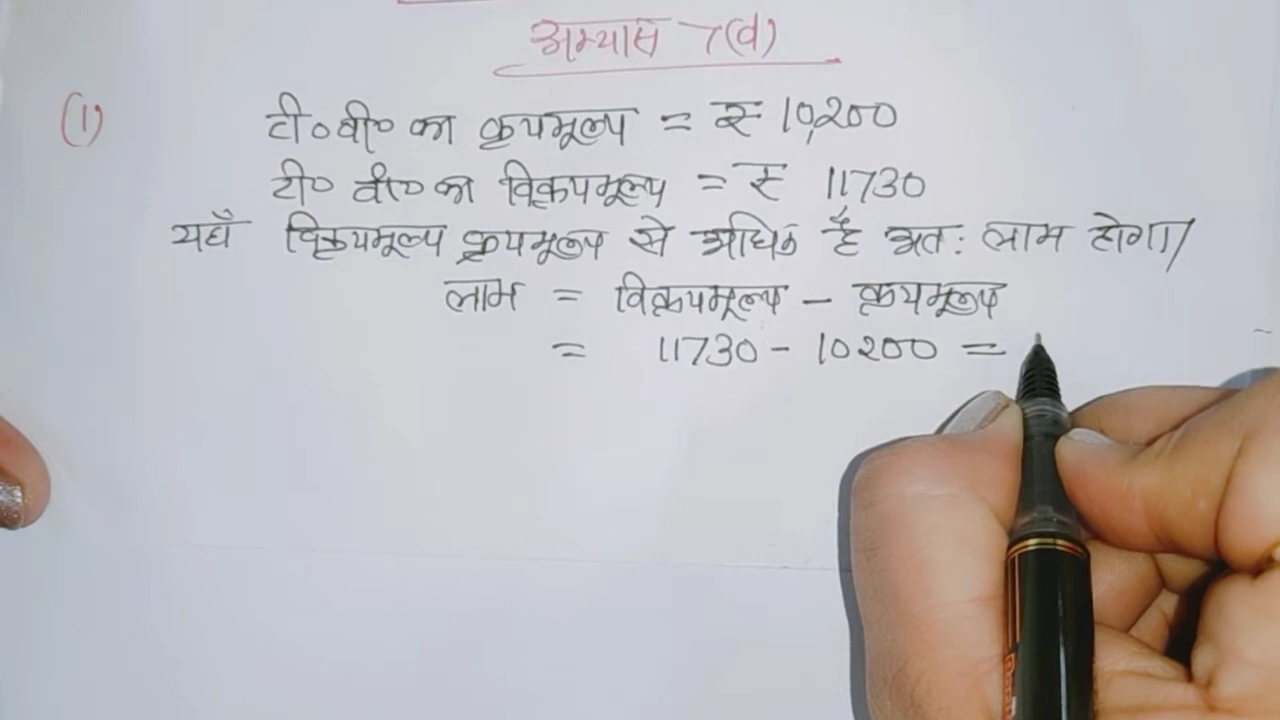 अभ्यास 7(d)
(1) टी० वी० का क्रयमूल्य = ₹ 10,200
टी० वी० का विक्रयमूल्य = ₹ 11730
यहाँ विक्रयमूल्य क्रयमूल्य से अधिक है अत: लाभ होगा/
लाभ = विक्रयमूल्य - क्रयमूल्य
= 11730 - 10200 =